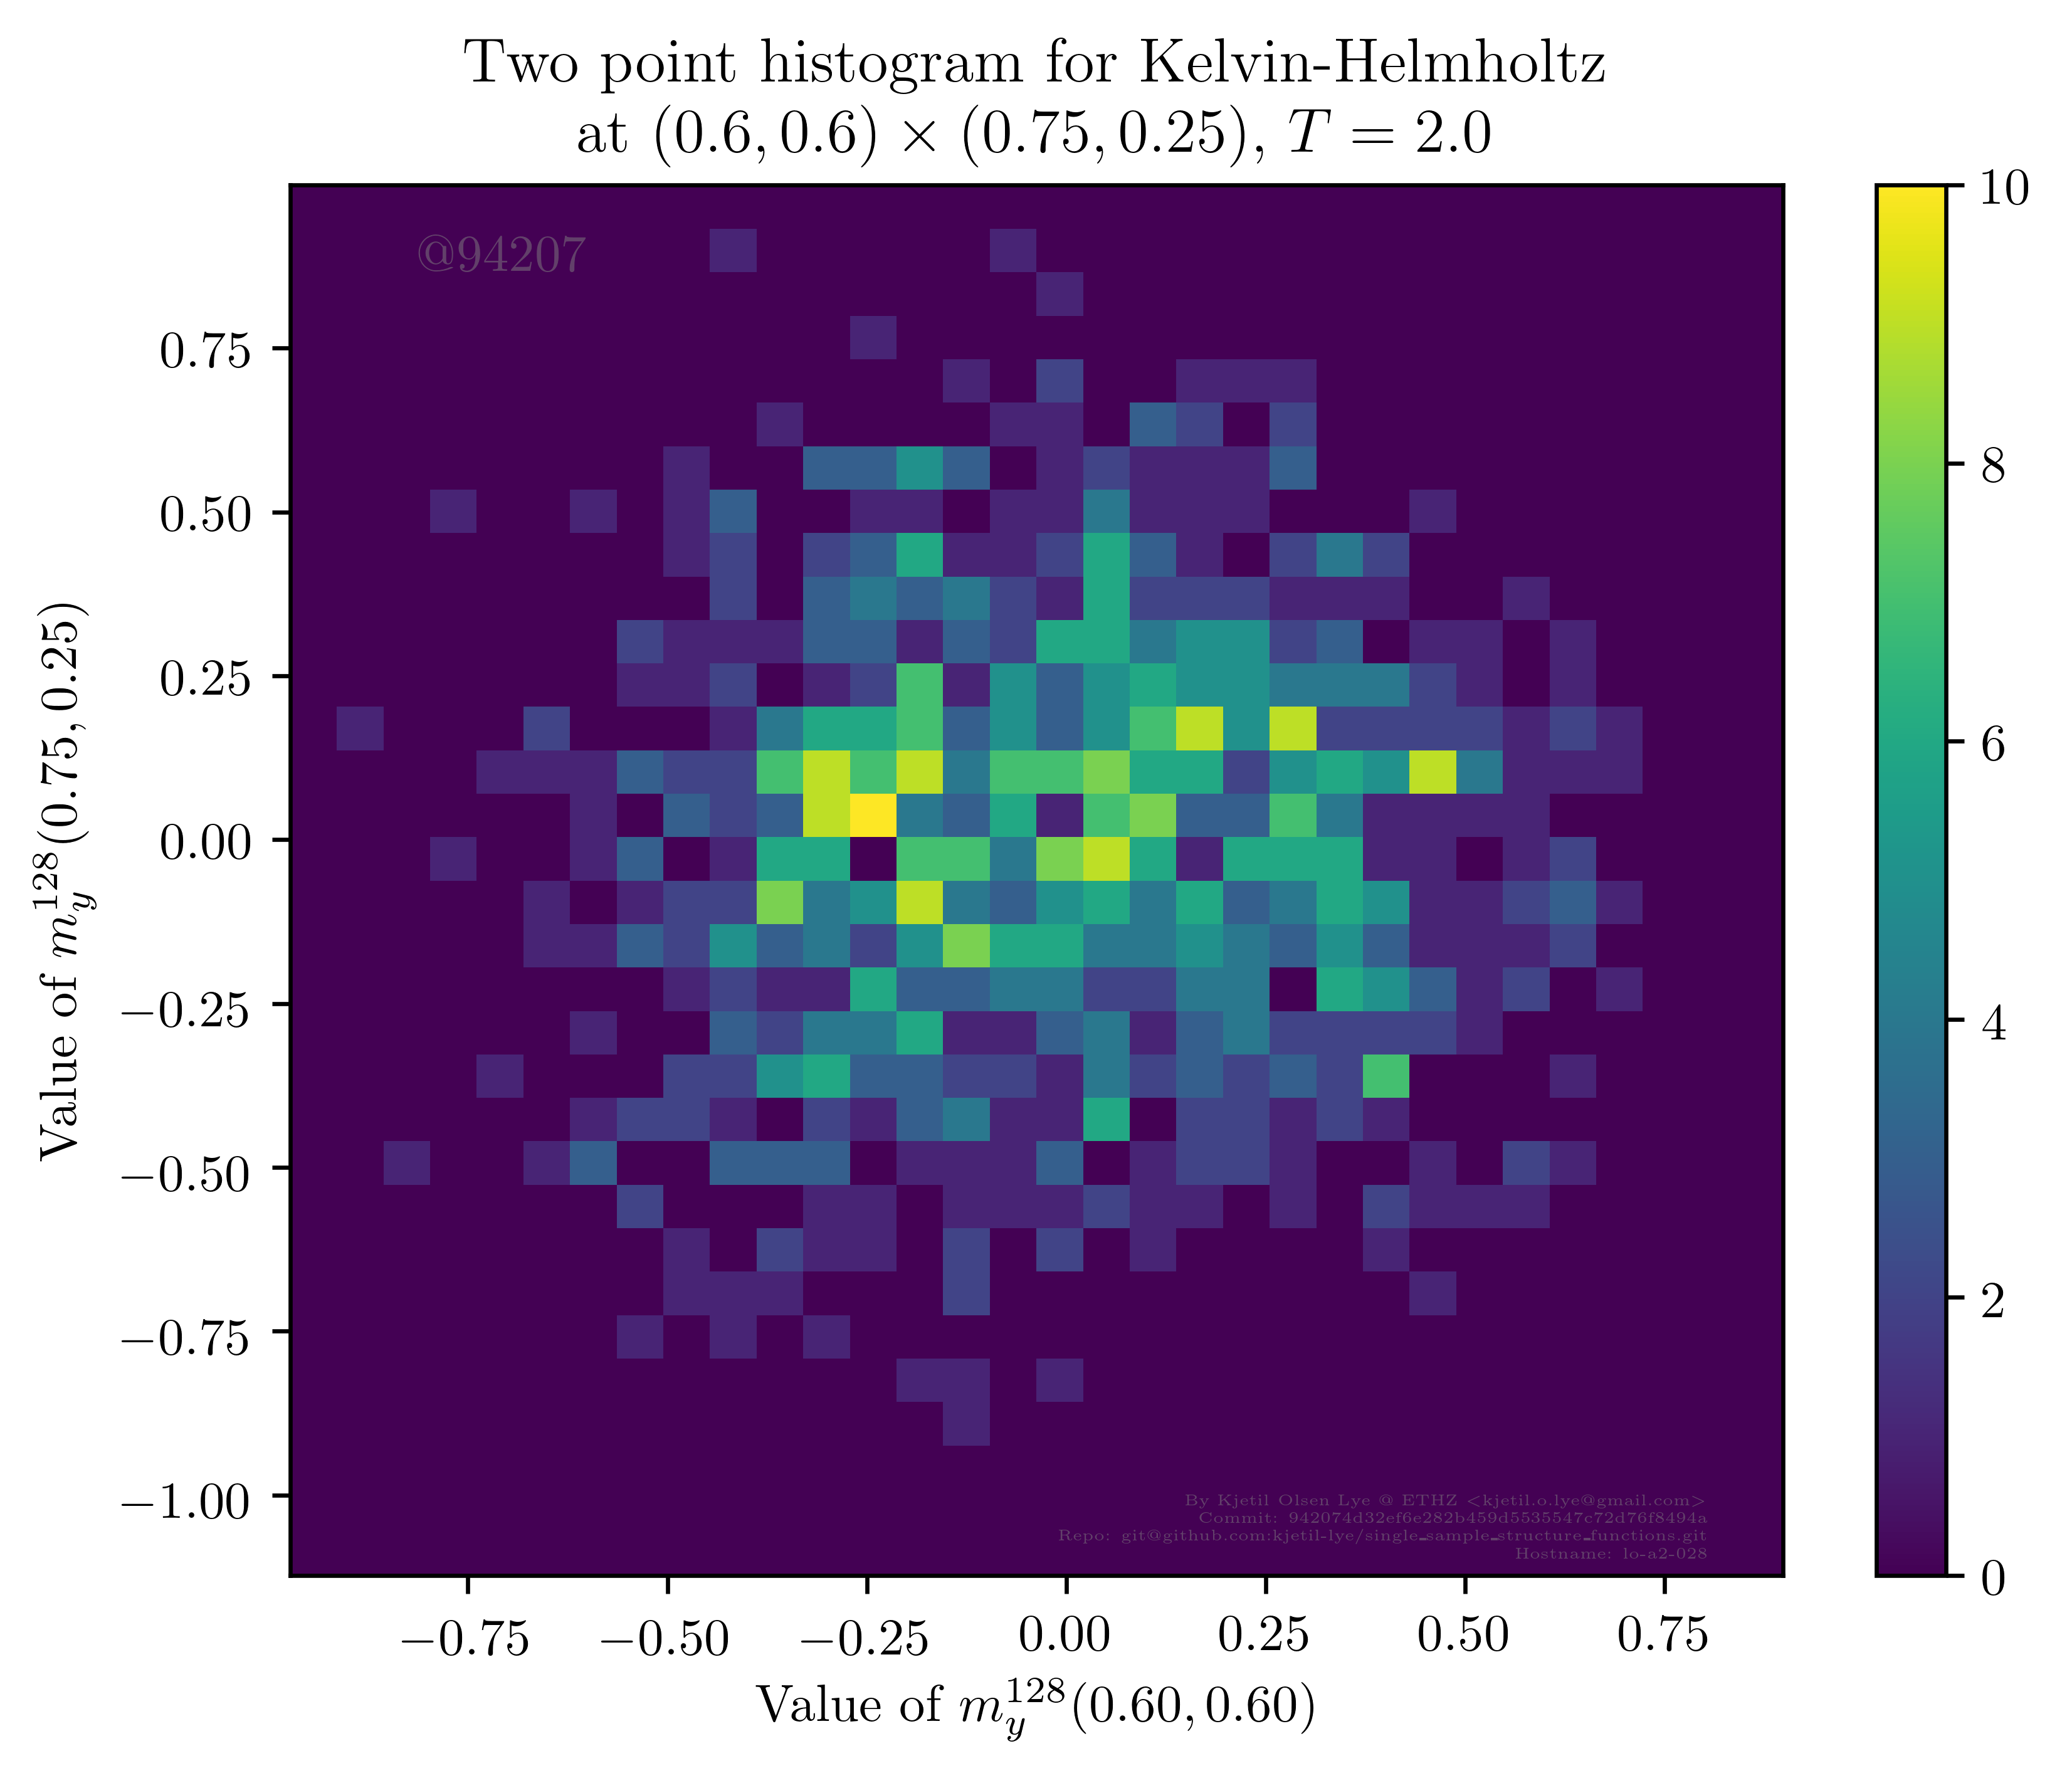 Two point histogram for Kelvin-Helmholtz
at (0.6, 0.6) × (0.75, 0.25), T = 2.0
@94207
10
8
6
4
2
0
0.75
0.50
0.25
0.00
−0.25
−0.50
−0.75
−1.00
Value of m_y^128(0.75, 0.25)
By Kjetil Olsen Lye @ ETHZ <kjetil.o.lye@gmail.com>
Commit: 942074d32ef6e282b459d5535547c72d76f8494a
Repo: git@github.com:kjetil-lye/single_sample_structure_functions.git
Hostname: lo-a2-028
−0.75 −0.50 −0.25 0.00 0.25 0.50 0.75
Value of m_y^128(0.60, 0.60)